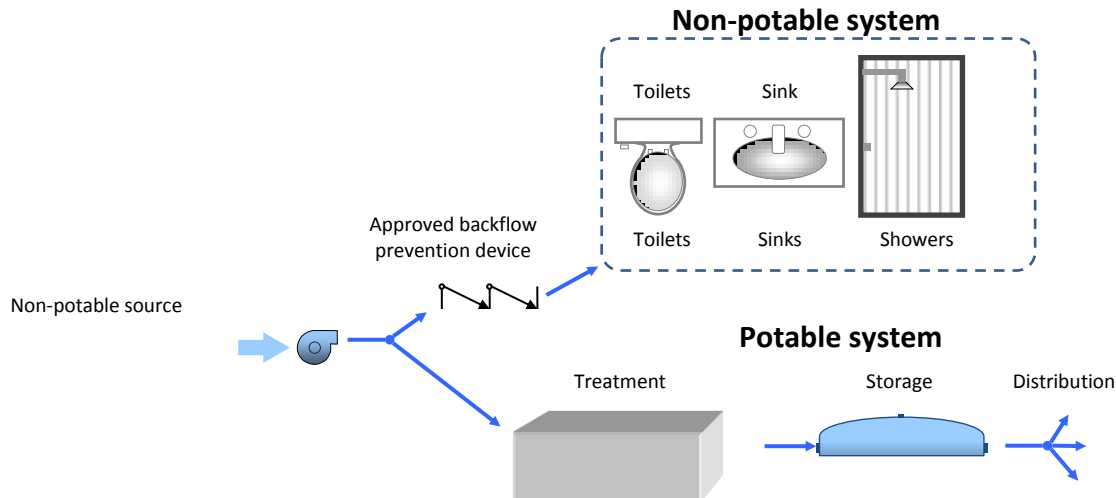 Non-potable system
Toilets
Sink
Toilets
Sinks
Showers
Approved backflow
prevention device
Non-potable source
Potable system
Treatment
Storage
Distribution